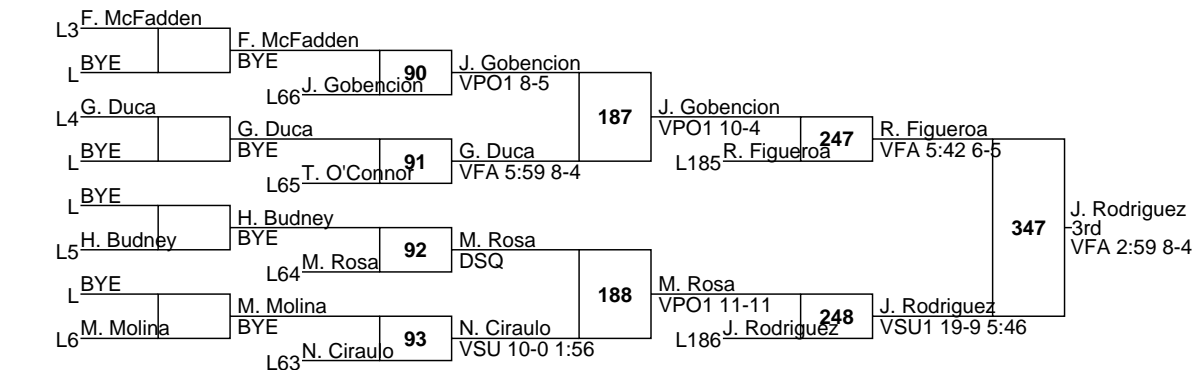 L3 F. McFadden
F. McFadden
L BYE
BYE
90
J. Gobencion
L66 J. Gobencion
VPO1 8-5
L4 G. Duca
187
J. Gobencion
G. Duca
VPO1 10-4
L BYE
BYE
91
G. Duca
L65 T. O'Connor
VFA 5:59 8-4
L185 R. Figueroa
247
R. Figueroa
VFA 5:42 6-5
L BYE
H. Budney
L5 H. Budney
BYE
92
M. Rosa
L64 M. Rosa
DSQ
347
J. Rodriguez
3rd
VFA 2:59 8-4
L BYE
188
M. Rosa
M. Molina
VPO1 11-11
L6 M. Molina
BYE
93
N. Ciraulo
L63 N. Ciraulo
VSU 10-0 1:56
L186 J. Rodriguez
248
J. Rodriguez
VSU1 19-9 5:46